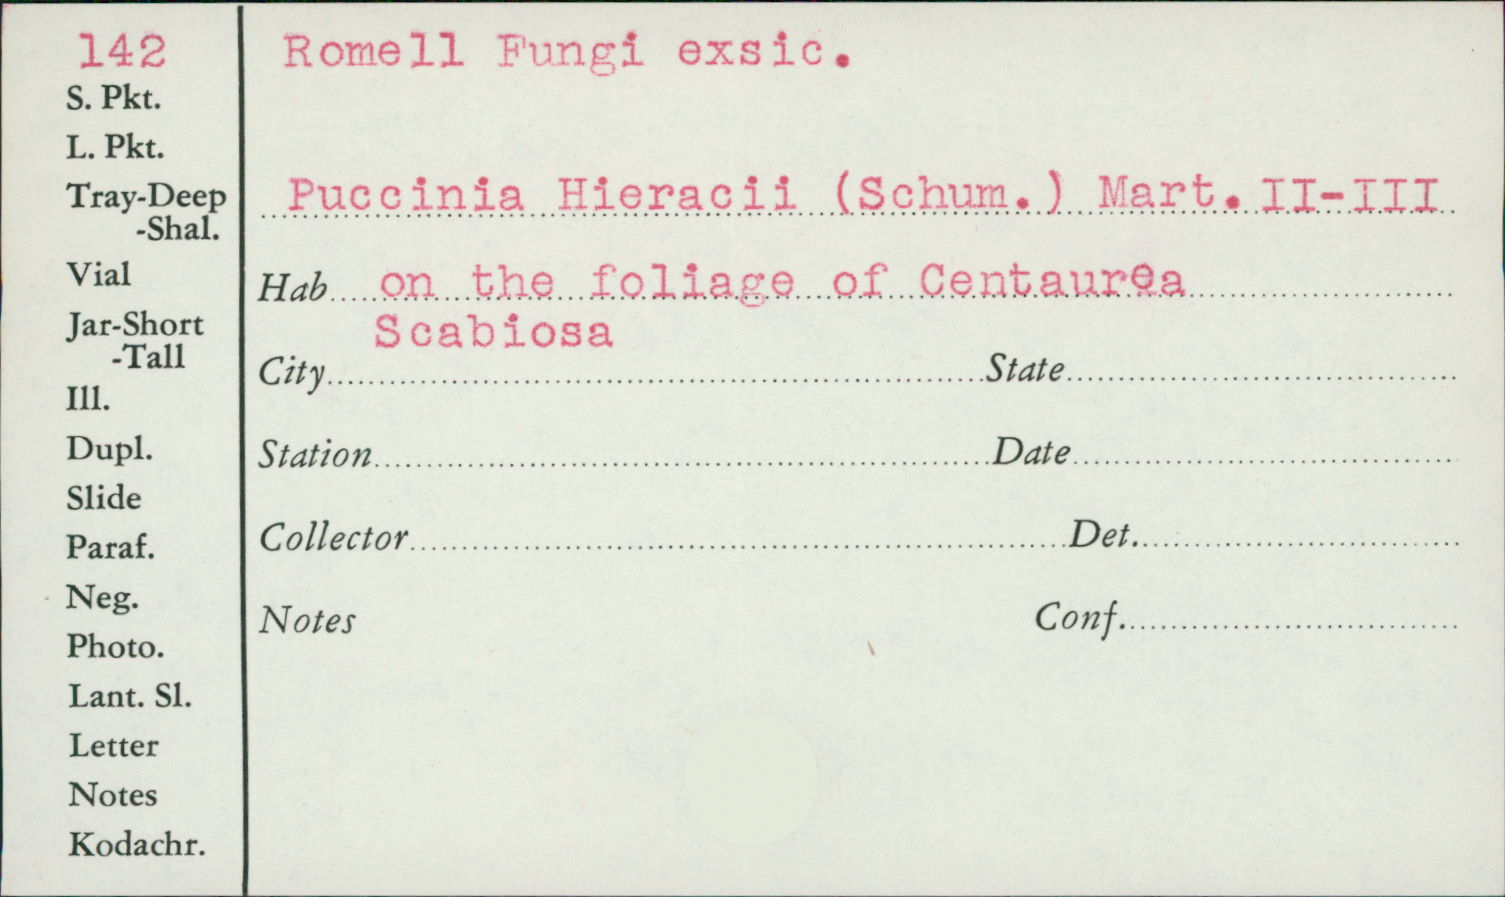 142
S. Pkt.
L. Pkt.
Tray-Deep
-Shal.
Vial
Jar-Short
-Tall
Ill.
Dupl.
Slide
Paraf.
Neg.
Photo.
Lant. Sl.
Letter
Notes
Kodachr.
Romell Fungi exsic.
Puccinia Hieracii (Schum.) Mart. II-III
Hab on the foliage of Centaurea
Scabiosa
City State
Station Date
Collector Det.
Notes Conf.